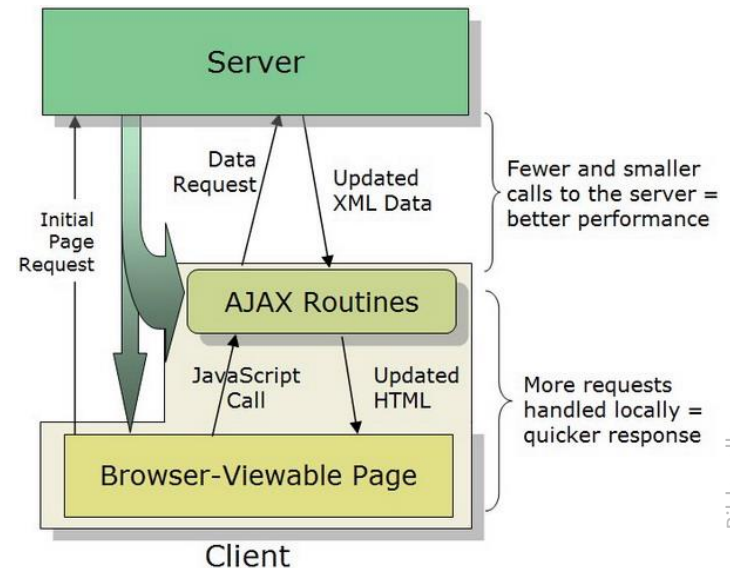 Server
Data
Request
Updated
XML Data
Fewer and smaller
calls to the server =
better performance
Initial
Page
Request
AJAX Routines
JavaScript
Call
Updated
HTML
More requests
handled locally =
quicker response
Browser-Viewable Page
Client